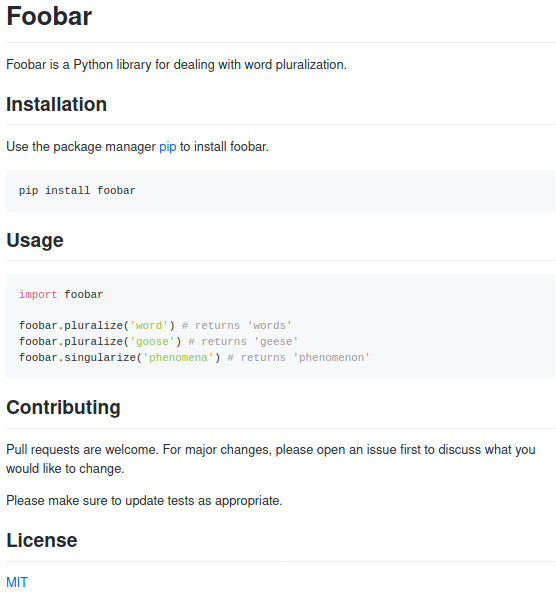 Foobar
Foobar is a Python library for dealing with word pluralization.
Installation
Use the package manager pip to install foobar.
pip install foobar
Usage
import foobar
foobar.pluralize('word') # returns 'words'
foobar.pluralize('goose') # returns 'geese'
foobar.singularize('phenomena') # returns 'phenomenon'
Contributing
Pull requests are welcome. For major changes, please open an issue first to discuss what you
would like to change.
Please make sure to update tests as appropriate.
License
MIT